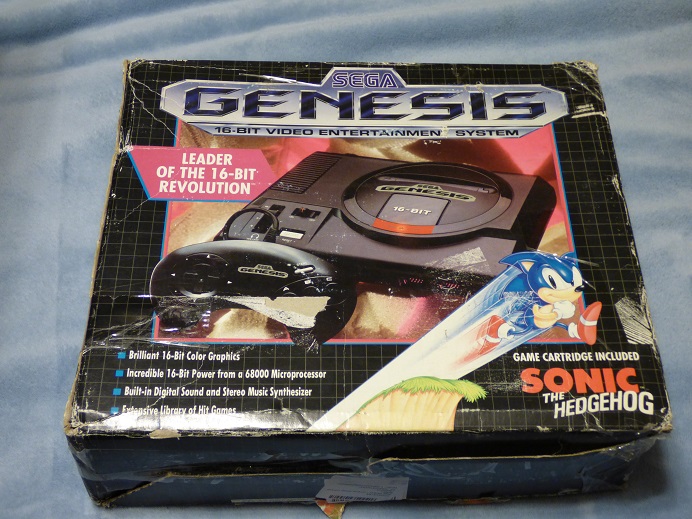 SEGA
GENESIS
16-BIT VIDEO ENTERTAINMEN SYSTEM
LEADER
OF THE 16-BIT
REVOLUTION
SEGA
GENESIS
16-BIT
SEGA
GENESIS
Brilliant 16-Bit Color Graphics
Incredible 16-Bit Power from a 68000 Microprocessor
Built-in Digital Sound and Stereo Music Synthesizer
Extensive Library of Hit Games
GAME CARTRIDGE INCLUDED
SONIC
THE
HEDGEHOG